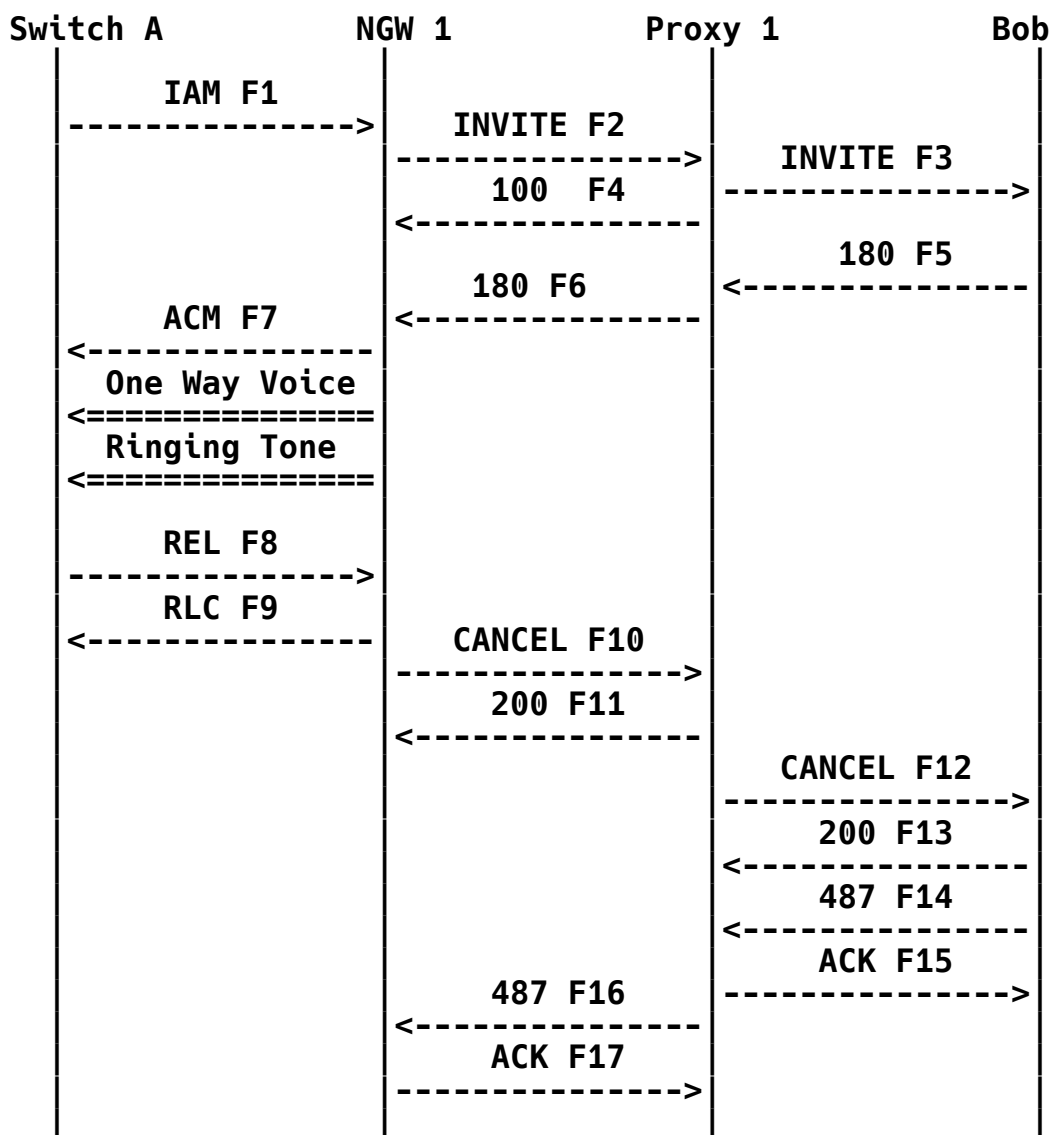 Switch A NGW 1 Proxy 1 Bob
IAM F1
INVITE F2
INVITE F3
100 F4
180 F5
180 F6
ACM F7
One Way Voice
Ringing Tone
REL F8
RLC F9
CANCEL F10
200 F11
CANCEL F12
200 F13
487 F14
ACK F15
487 F16
ACK F17